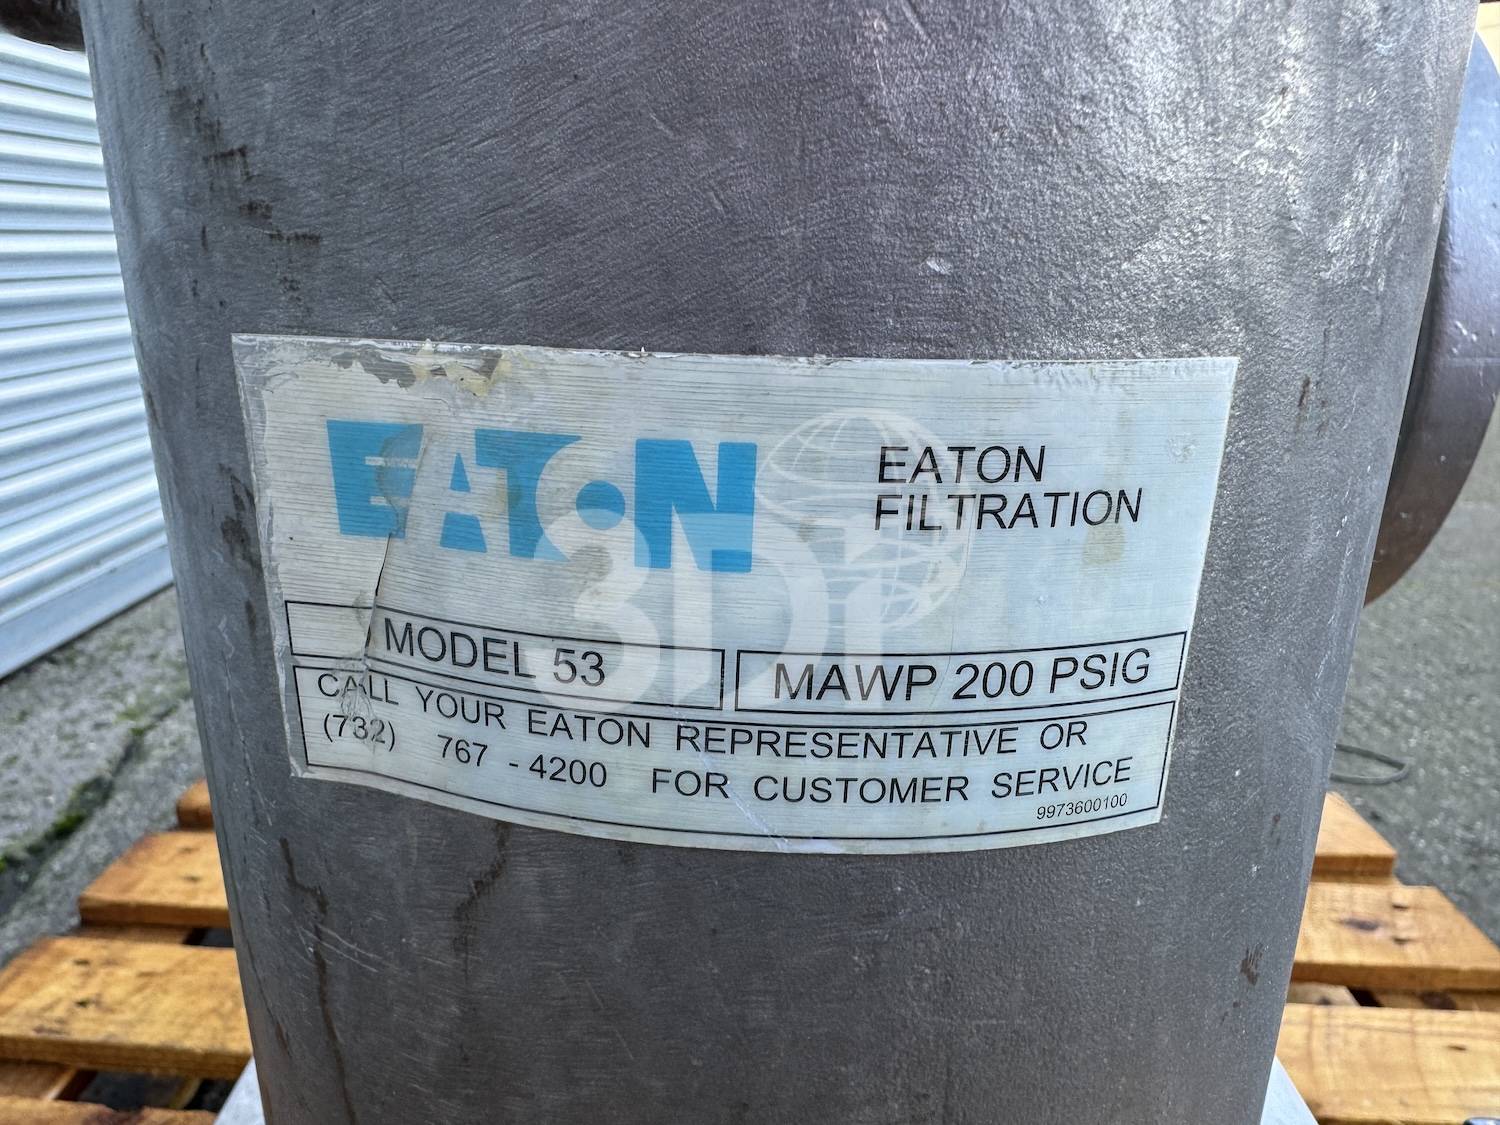 EATON
EATON
FILTRATION
MODEL 53
MAWP 200 PSIG
CALL YOUR EATON REPRESENTATIVE OR
(732) 767 - 4200 FOR CUSTOMER SERVICE
9973600100
3Di